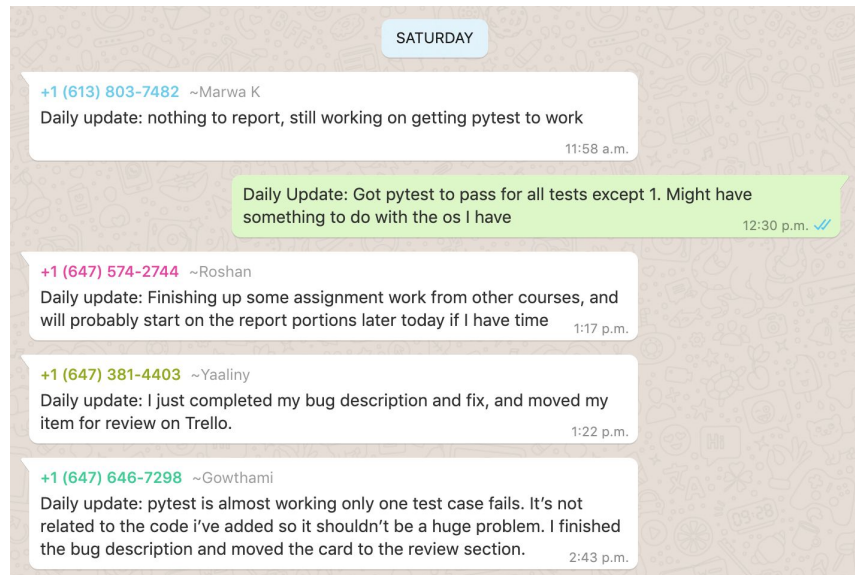 SATURDAY
+1 (613) 803-7482 ~Marwa K
Daily update: nothing to report, still working on getting pytest to work
11:58 a.m.
Daily Update: Got pytest to pass for all tests except 1. Might have
something to do with the os I have
12:30 p.m.
+1 (647) 574-2744 ~Roshan
Daily update: Finishing up some assignment work from other courses, and
will probably start on the report portions later today if I have time
1:17 p.m.
+1 (647) 381-4403 ~Yaaliny
Daily update: I just completed my bug description and fix, and moved my
item for review on Trello.
1:22 p.m.
+1 (647) 646-7298 ~Gowthami
Daily update: pytest is almost working only one test case fails. It's not
related to the code i've added so it shouldn't be a huge problem. I finished
the bug description and moved the card to the review section.
2:43 p.m.